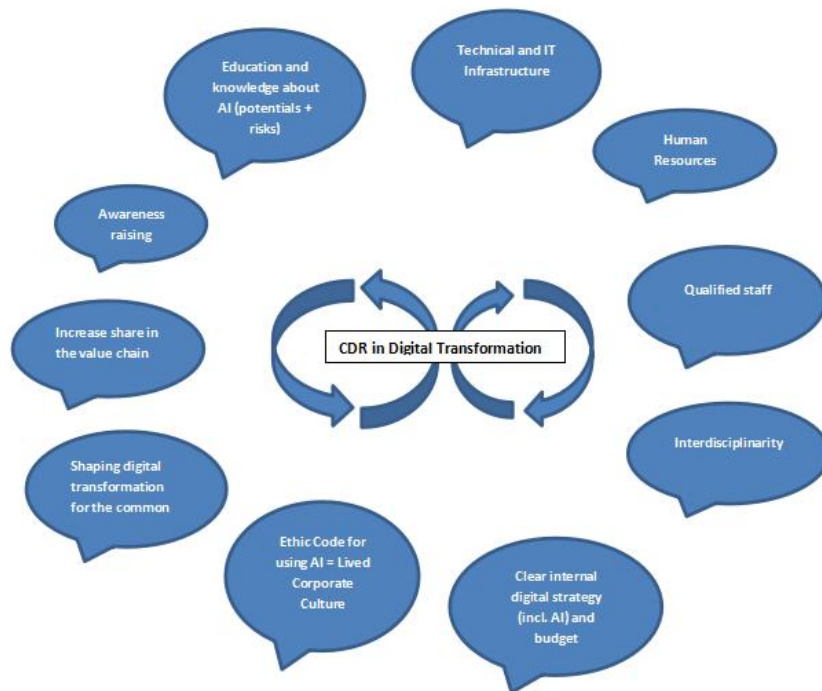 Education and
knowledge about
AI (potentials +
risks)
Technical and IT
Infrastructure
Human
Resources
Awareness
raising
Qualified staff
Increase share in
the value chain
CDR in Digital Transformation
Interdisciplinarity
Shaping digital
transformation
for the common
Ethic Code for
using AI = Lived
Corporate
Culture
Clear internal
digital strategy
(incl. AI) and
budget